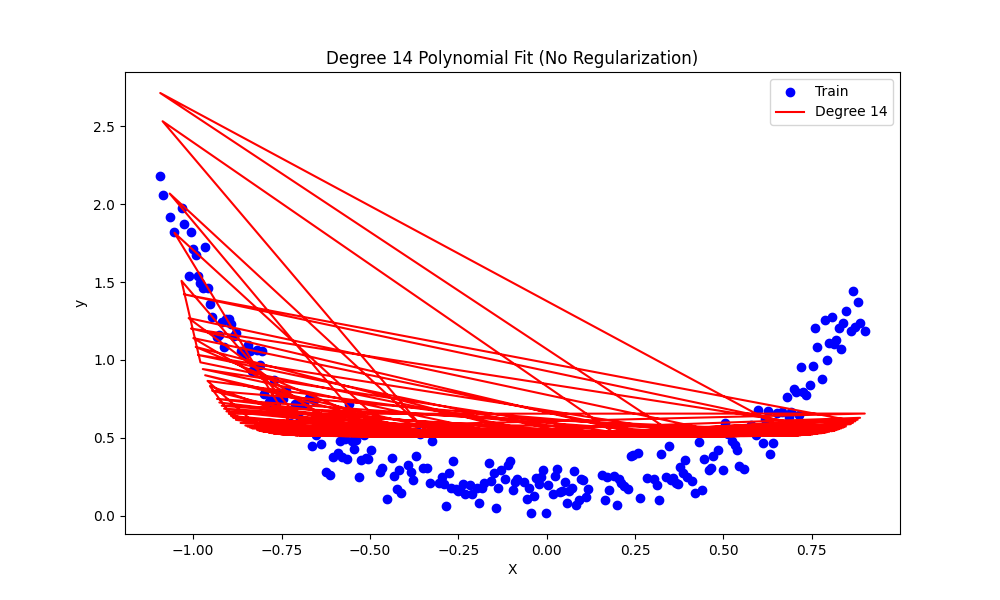 Degree 14 Polynomial Fit (No Regularization)
Train
Degree 14
2.5
2.0
1.5
1.0
0.5
0.0
y
−1.00 −0.75 −0.50 −0.25 0.00 0.25 0.50 0.75
X